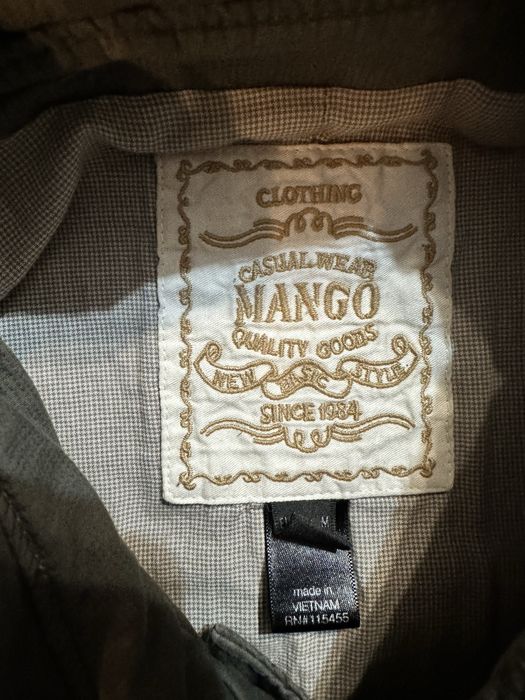 CLOTHING
CASUAL WEAR
MANGO
QUALITY GOODS
NEW BASIC STYLE
SINCE 1984
M
made in
VIETNAM
RN# 115455